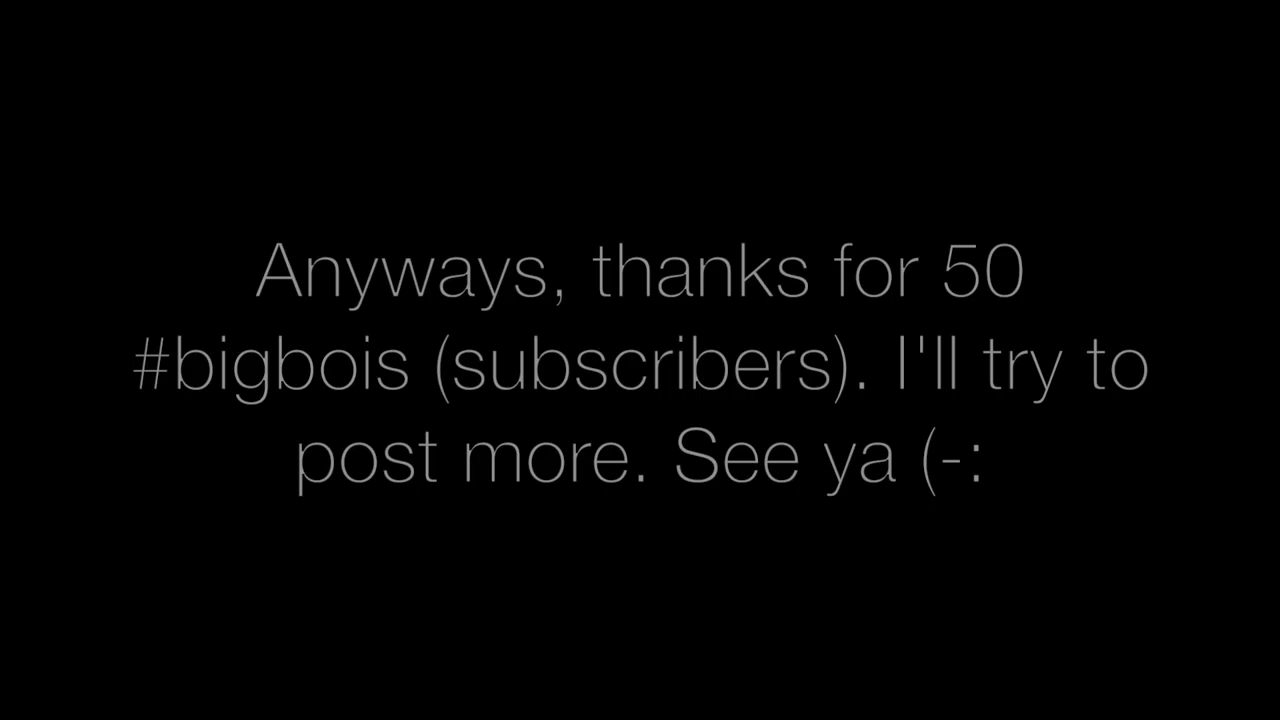 Anyways, thanks for 50
#bigbois (subscribers). I'll try to
post more. See ya (-: